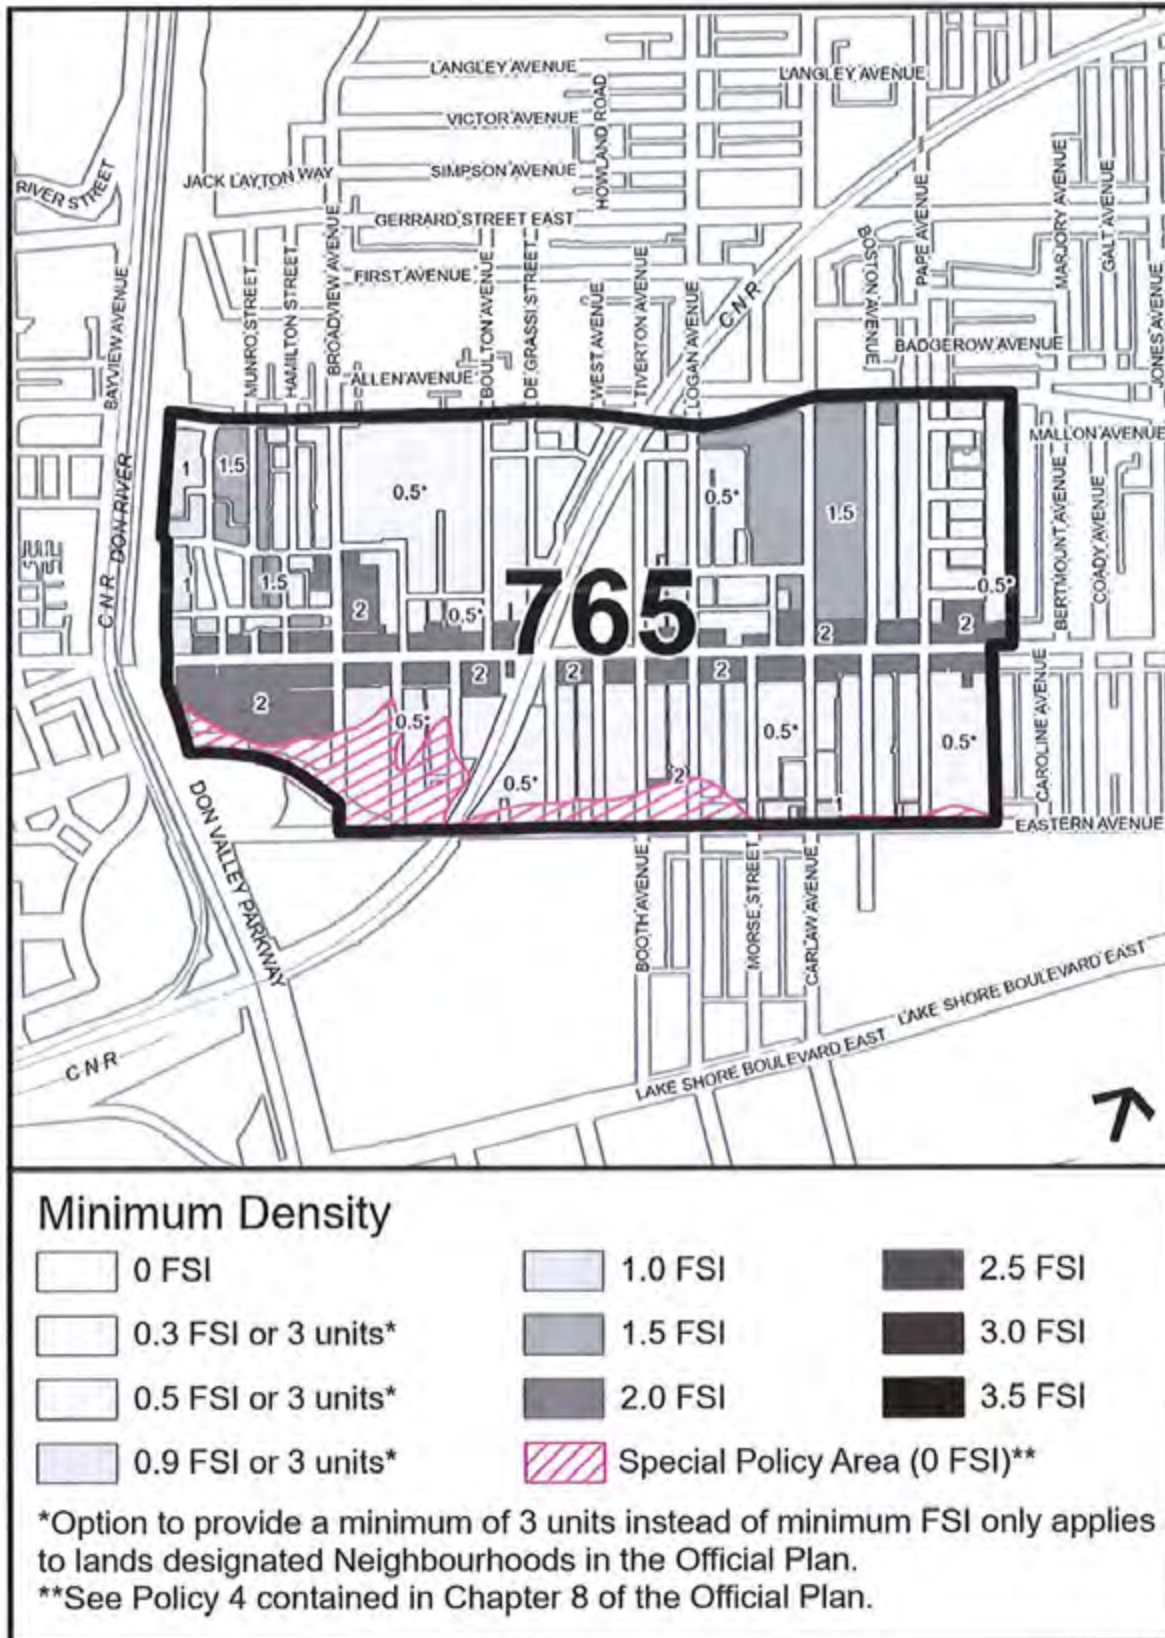 LANGLEY AVENUE
LANGLEY AVENUE
VICTOR AVENUE
HOWLAND ROAD
SIMPSON AVENUE
JACK LAYTON WAY
RIVER STREET
GERRARD STREET EAST
FIRST AVENUE
BAYVIEW AVENUE
MUNRO STREET
HAMILTON STREET
BROADVIEW AVENUE
ALLEN AVENUE
BOULTON AVENUE
DE GRASSI STREET
WEST AVENUE
TIVERTON AVENUE
LOGAN AVENUE
CNR
BOSTON AVENUE
PAPE AVENUE
BADGEROW AVENUE
MARJORY AVENUE
GALT AVENUE
JONES AVENUE
MALLON AVENUE
BERTMOUNT AVENUE
COADY AVENUE
CNR
DON RIVER
1
1.5
0.5*
0.5*
1.5
1
1.5
2
0.5*
765
2
2
0.5*
2
2
2
2
0.5*
0.5*
2
0.5*
1
0.5*
CAROLINE AVENUE
EASTERN AVENUE
DON VALLEY PARKWAY
BOOTH AVENUE
MORSE STREET
CARLAW AVENUE
LAKE SHORE BOULEVARD EAST
LAKE SHORE BOULEVARD EAST
CNR
Minimum Density
0 FSI
0.3 FSI or 3 units*
0.5 FSI or 3 units*
0.9 FSI or 3 units*
1.0 FSI
1.5 FSI
2.0 FSI
Special Policy Area (0 FSI)**
2.5 FSI
3.0 FSI
3.5 FSI
*Option to provide a minimum of 3 units instead of minimum FSI only applies
to lands designated Neighbourhoods in the Official Plan.
**See Policy 4 contained in Chapter 8 of the Official Plan.